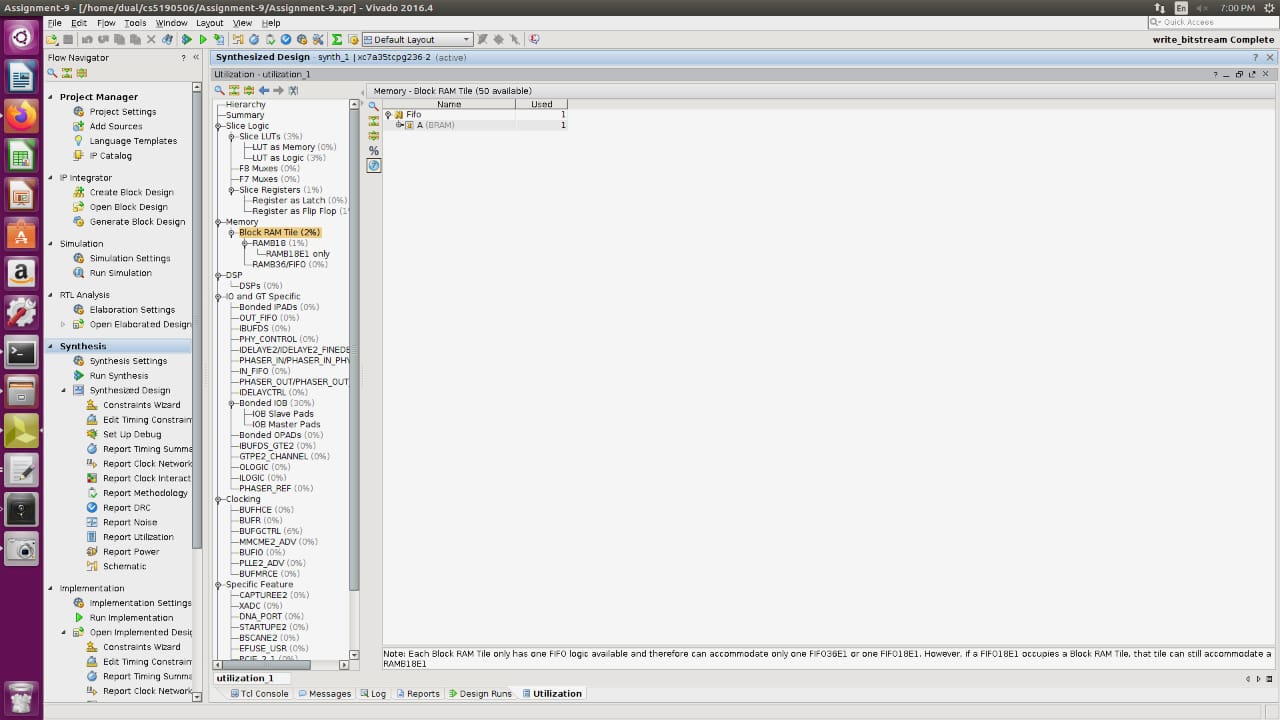 Assignment-9 - [/home/dual/cs5190506/Assignment-9/Assignment-9.xpr] - Vivado 2016.4
En
7:00 PM
File Edit Flow Tools Window Layout View Help
Quick Access
Default Layout
write_bitstream Complete
Flow Navigator ? «
Project Manager
Project Settings
Add Sources
Language Templates
IP Catalog
IP Integrator
Create Block Design
Open Block Design
Generate Block Design
Simulation
Simulation Settings
Run Simulation
RTL Analysis
Elaboration Settings
Open Elaborated Design
Synthesis
Synthesis Settings
Run Synthesis
Synthesized Design
Constraints Wizard
Edit Timing Constrain
Set Up Debug
Report Timing Summa
Report Clock Network
Report Clock Interact
Report Methodology
Report DRC
Report Noise
Report Utilization
Report Power
Schematic
Implementation
Implementation Settings
Run Implementation
Open Implemented Desig
Constraints Wizard
Edit Timing Constrain
Report Timing Summa
Report Clock Network
Synthesized Design - synth_1 | xc7a35tcpg236-2 (active)
Utilization - utilization_1
Hierarchy
Summary
Slice Logic
Slice LUTs (3%)
LUT as Memory (0%)
LUT as Logic (3%)
F8 Muxes (0%)
F7 Muxes (0%)
Slice Registers (1%)
Register as Latch (0%)
Register as Flip Flop (1%
Memory
Block RAM Tile (2%)
RAMB18 (1%)
RAMB18E1 only
RAMB36/FIFO (0%)
DSP
DSPs (0%)
IO and GT Specific
Bonded IPADs (0%)
OUT_FIFO (0%)
IBUFDS (0%)
PHY_CONTROL (0%)
IDELAYE2/IDELAYE2_FINEDE
PHASER_IN/PHASER_IN_PHY
IN_FIFO (0%)
PHASER_OUT/PHASER_OUT
IDELAYCTRL (0%)
Bonded IOB (30%)
IOB Slave Pads
IOB Master Pads
Bonded OPADs (0%)
IBUFDS_GTE2 (0%)
GTPE2_CHANNEL (0%)
OLOGIC (0%)
ILOGIC (0%)
PHASER_REF (0%)
Clocking
BUFHCE (0%)
BUFR (0%)
BUFGCTRL (6%)
MMCME2_ADV (0%)
BUFIO (0%)
PLLE2_ADV (0%)
BUFMRCE (0%)
Specific Feature
CAPTUREE2 (0%)
XADC (0%)
DNA_PORT (0%)
STARTUPE2 (0%)
BSCANE2 (0%)
EFUSE_USR (0%)
PCIE_2_1 (0%)
Memory - Block RAM Tile (50 available)
Name Used
Fifo 1
A (BRAM) 1
%
Note: Each Block RAM Tile only has one FIFO logic available and therefore can accommodate only one FIFO36E1 or one FIFO18E1. However, if a FIFO18E1 occupies a Block RAM Tile, that tile can still accommodate a
RAMB18E1
utilization_1
Tcl Console Messages Log Reports Design Runs Utilization